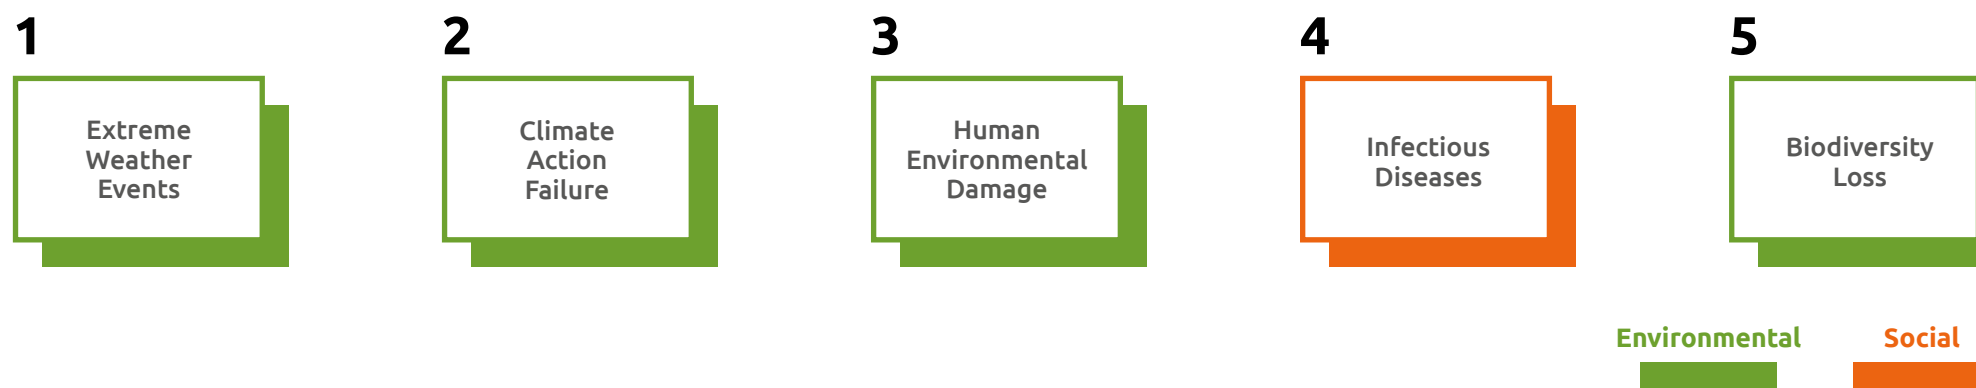 1
Extreme
Weather
Events
2
Climate
Action
Failure
3
Human
Environmental
Damage
4
Infectious
Diseases
5
Biodiversity
Loss
Environmental
Social